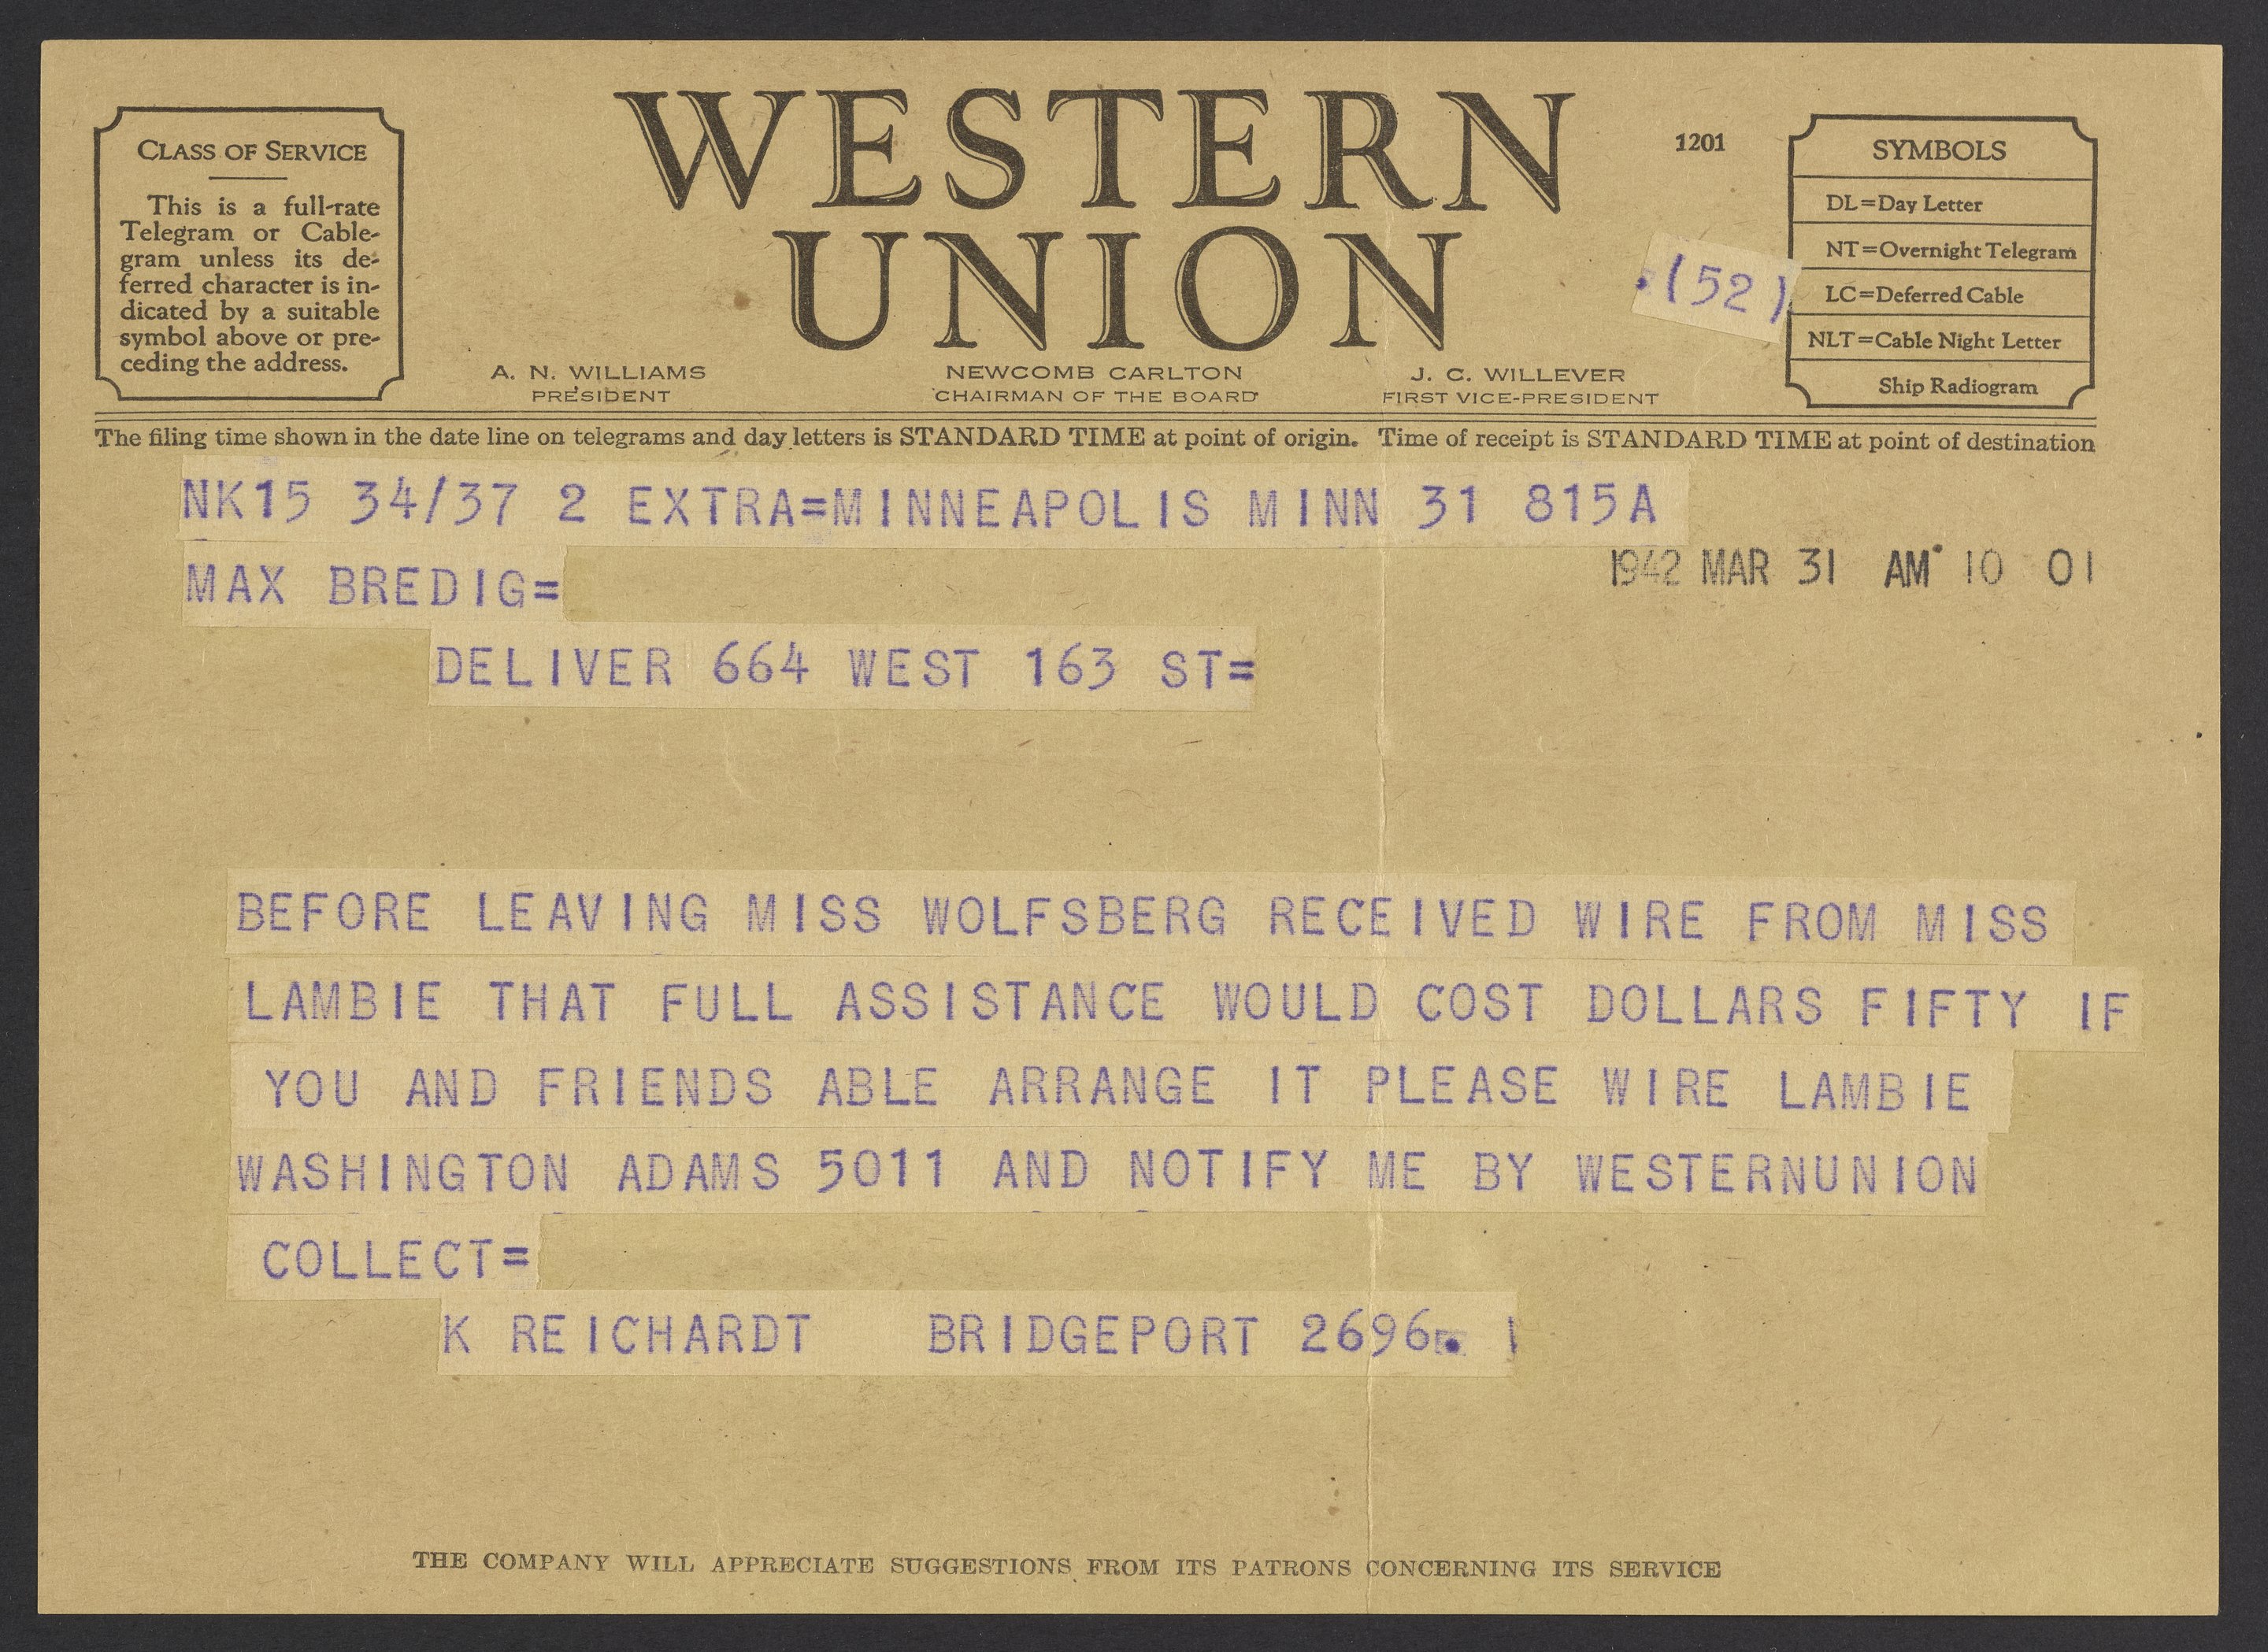 CLASS OF SERVICE
This is a full-rate
Telegram or Cable-
gram unless its de-
ferred character is in-
dicated by a suitable
symbol above or pre-
ceding the address.
WESTERN
UNION
1201
(52)
A. N. WILLIAMS
PRESIDENT
NEWCOMB CARLTON
CHAIRMAN OF THE BOARD
J. C. WILLEVER
FIRST VICE-PRESIDENT
SYMBOLS
DL=Day Letter
NT=Overnight Telegram
LC=Deferred Cable
NLT=Cable Night Letter
Ship Radiogram
The filing time shown in the date line on telegrams and day letters is STANDARD TIME at point of origin. Time of receipt is STANDARD TIME at point of destination
NK15 34/37 2 EXTRA=MINNEAPOLIS MINN 31 815A
1942 MAR 31 AM 10 01
MAX BREDIG=
DELIVER 664 WEST 163 ST=
BEFORE LEAVING MISS WOLFSBERG RECEIVED WIRE FROM MISS
LAMBIE THAT FULL ASSISTANCE WOULD COST DOLLARS FIFTY IF
YOU AND FRIENDS ABLE ARRANGE IT PLEASE WIRE LAMBIE
WASHINGTON ADAMS 5011 AND NOTIFY ME BY WESTERNUNION
COLLECT=
K REICHARDT BRIDGEPORT 2696.
THE COMPANY WILL APPRECIATE SUGGESTIONS FROM ITS PATRONS CONCERNING ITS SERVICE